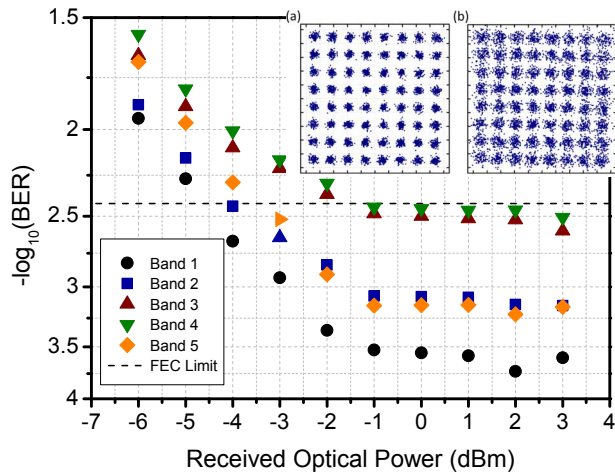 (a)
(b)
1.5
2
2.5
3
3.5
4
-log10(BER)
Band 1
Band 2
Band 3
Band 4
Band 5
FEC Limit
-7 -6 -5 -4 -3 -2 -1 0 1 2 3 4
Received Optical Power (dBm)